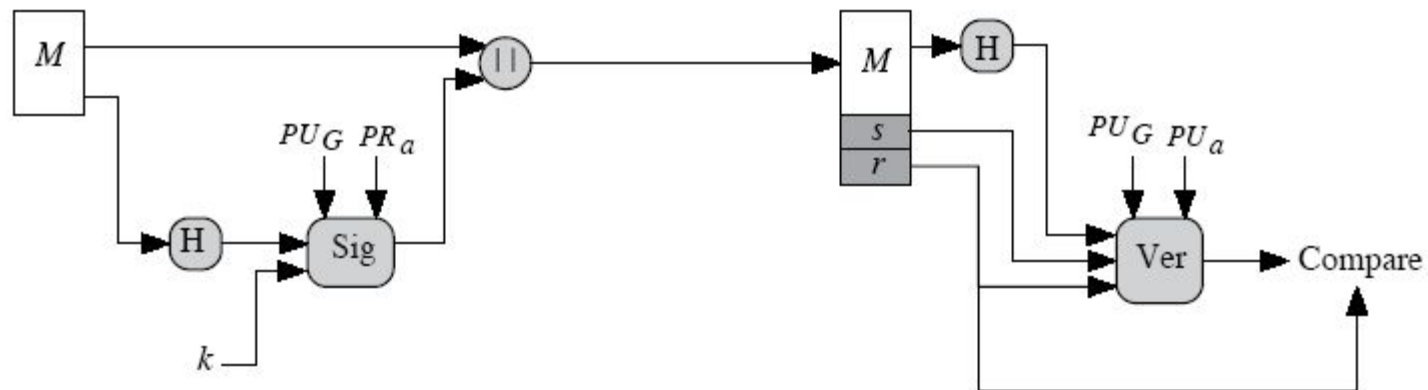 M
| |
PU_G PR_a
H
Sig
k
M
H
s
r
PU_G PU_a
Ver
Compare